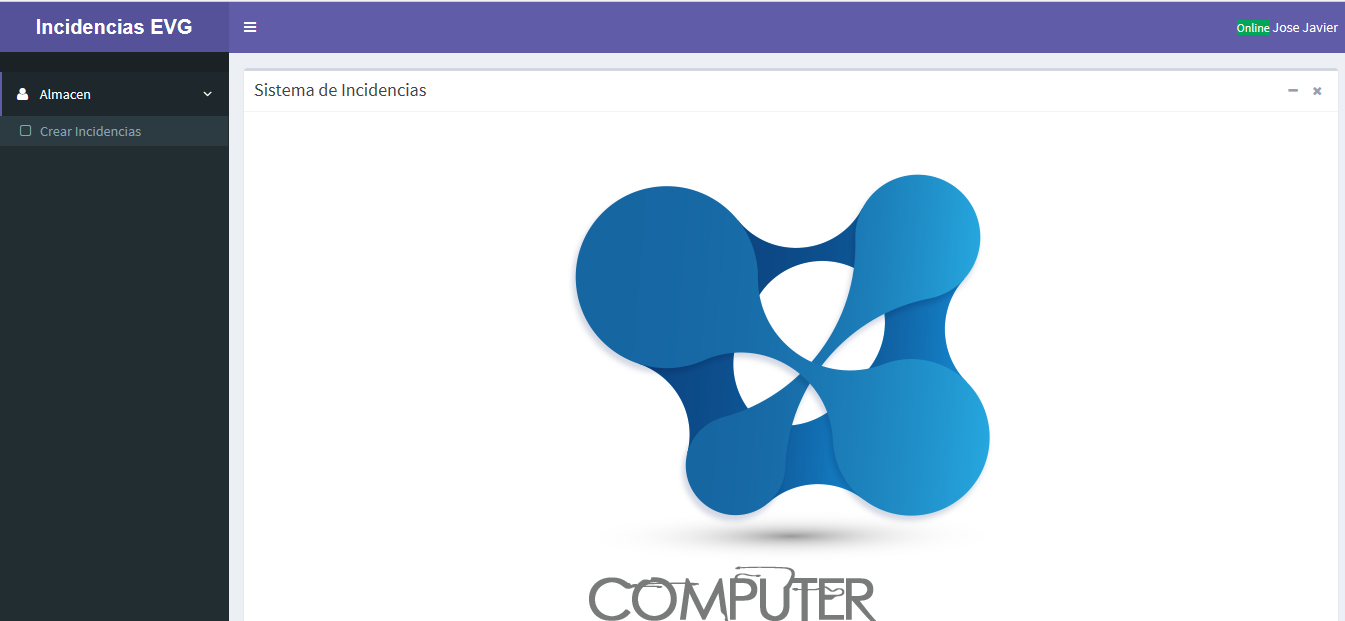 Incidencias EVG
Online Jose Javier
Almacen
Crear Incidencias
Sistema de Incidencias
COMPUTER